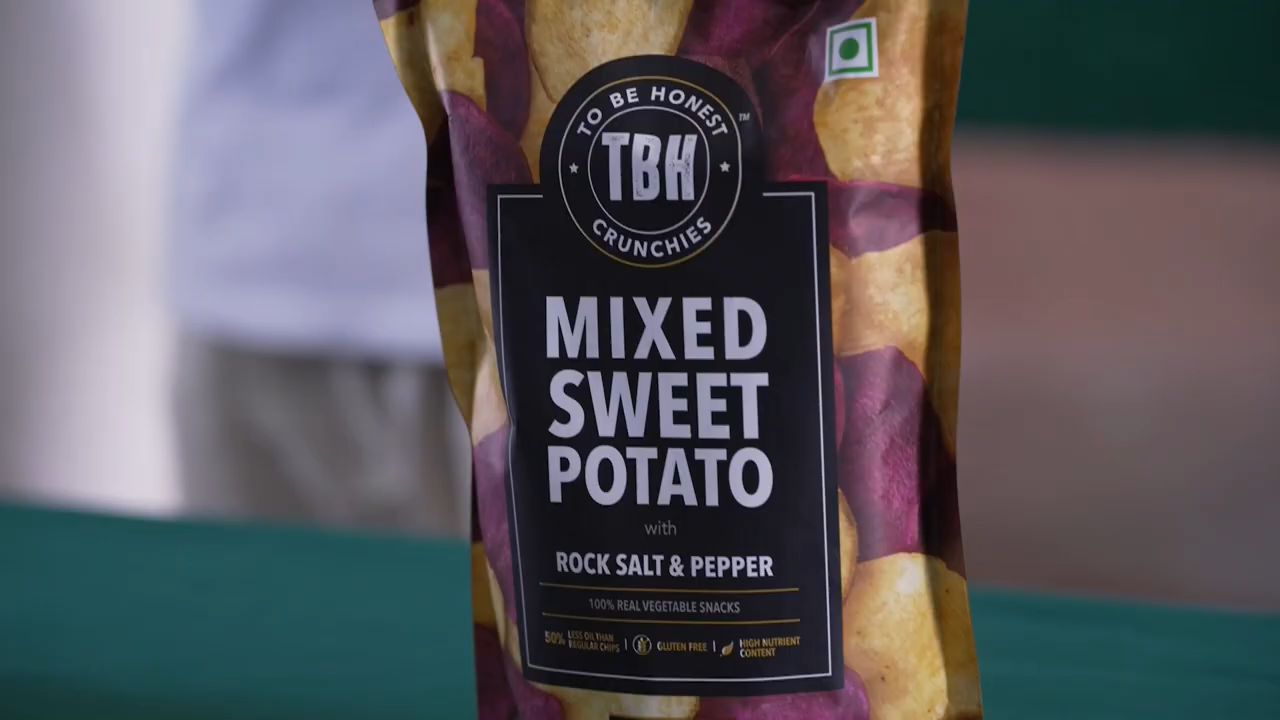 TO BE HONEST
TM
TBH
CRUNCHIES
MIXED
SWEET
POTATO
with
ROCK SALT & PEPPER
100% REAL VEGETABLE SNACKS
50% LESS OIL THAN
REGULAR CHIPS
GLUTEN FREE
HIGH NUTRIENT
CONTENT